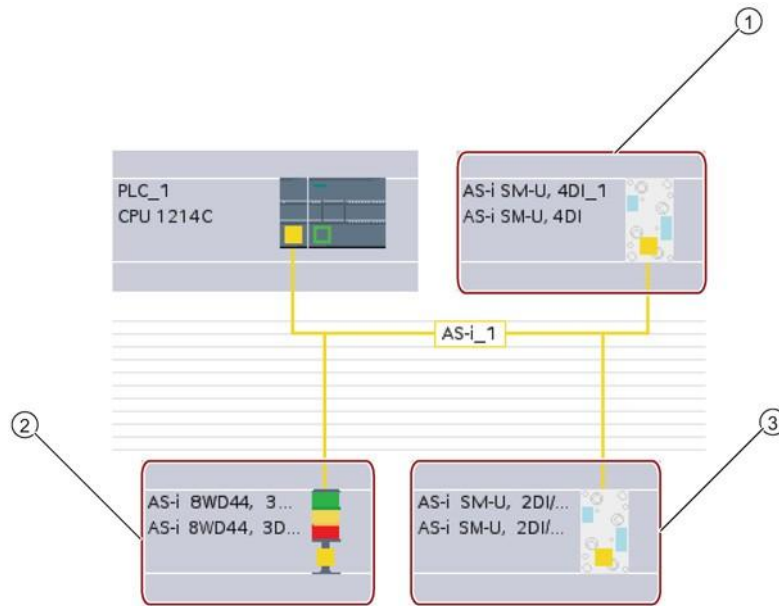 ①
PLC_1
CPU 1214C
AS-i SM-U, 4DI_1
AS-i SM-U, 4DI
AS-i_1
②
③
AS-i 8WD44, 3...
AS-i 8WD44, 3D...
AS-i SM-U, 2DI/...
AS-i SM-U, 2DI/...